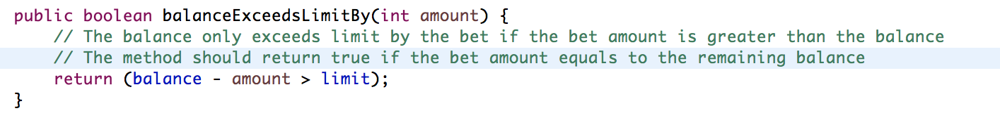 public boolean balanceExceedsLimitBy(int amount) {
    // The balance only exceeds limit by the bet if the bet amount is greater than the balance
    // The method should return true if the bet amount equals to the remaining balance
    return (balance - amount > limit);
}